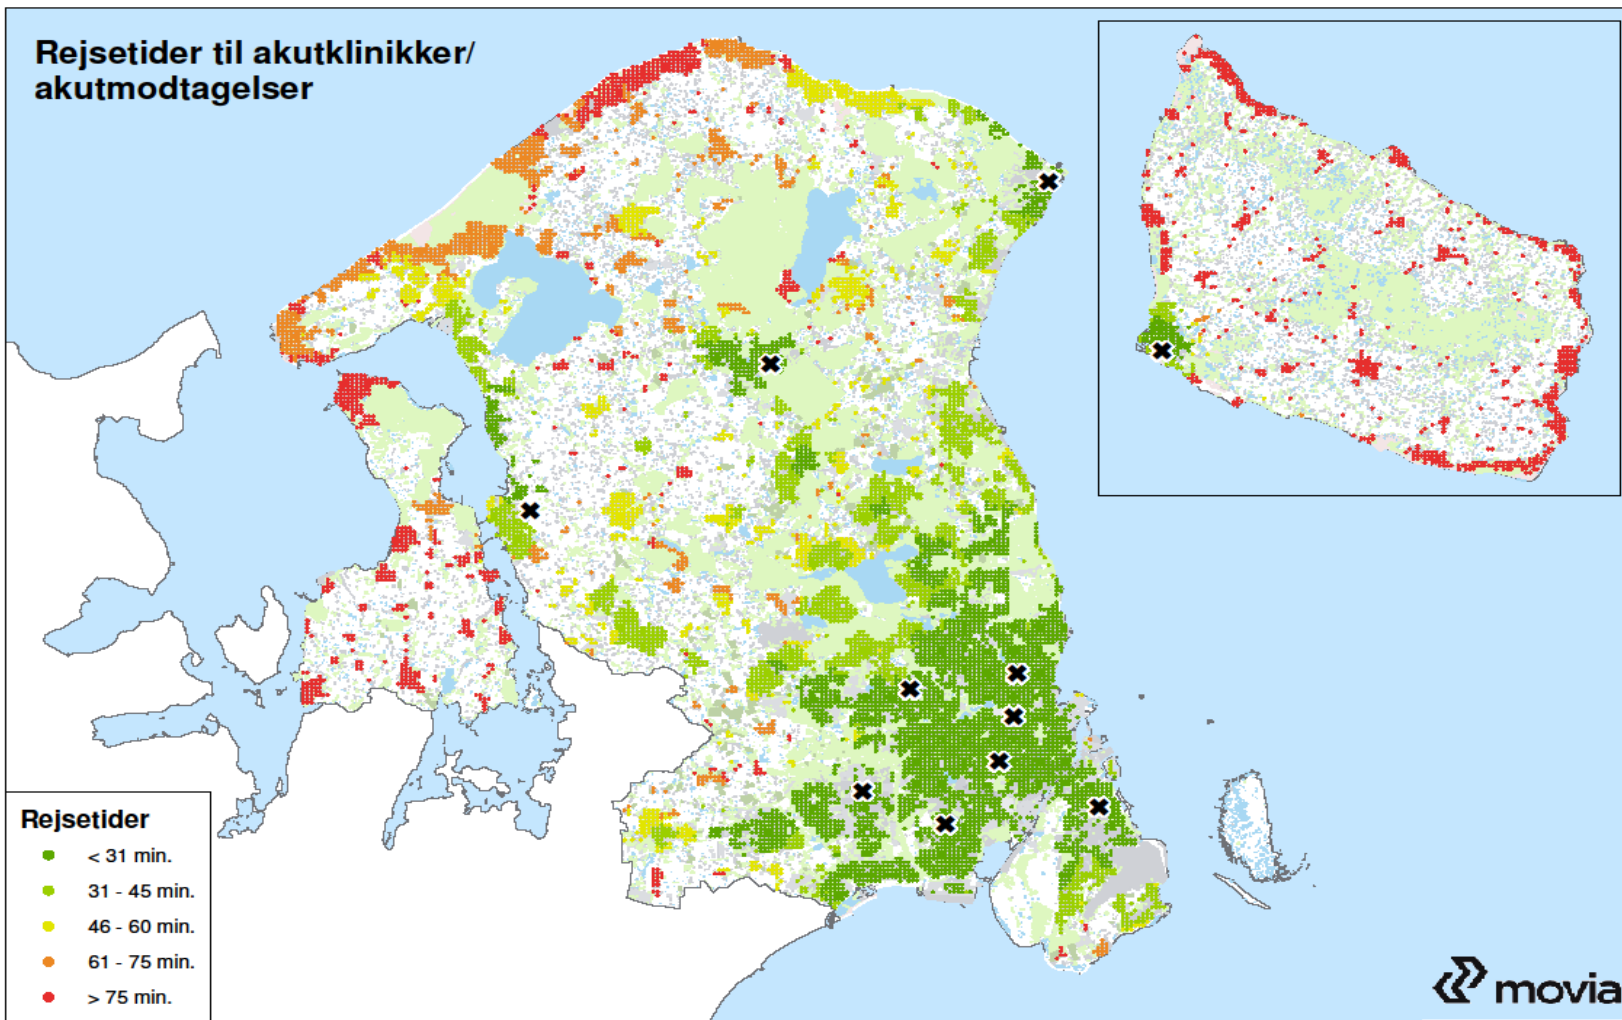 Rejsetider til akutklinikker/
akutmodtagelser
Rejsetider
< 31 min.
31 - 45 min.
46 - 60 min.
61 - 75 min.
> 75 min.
movia